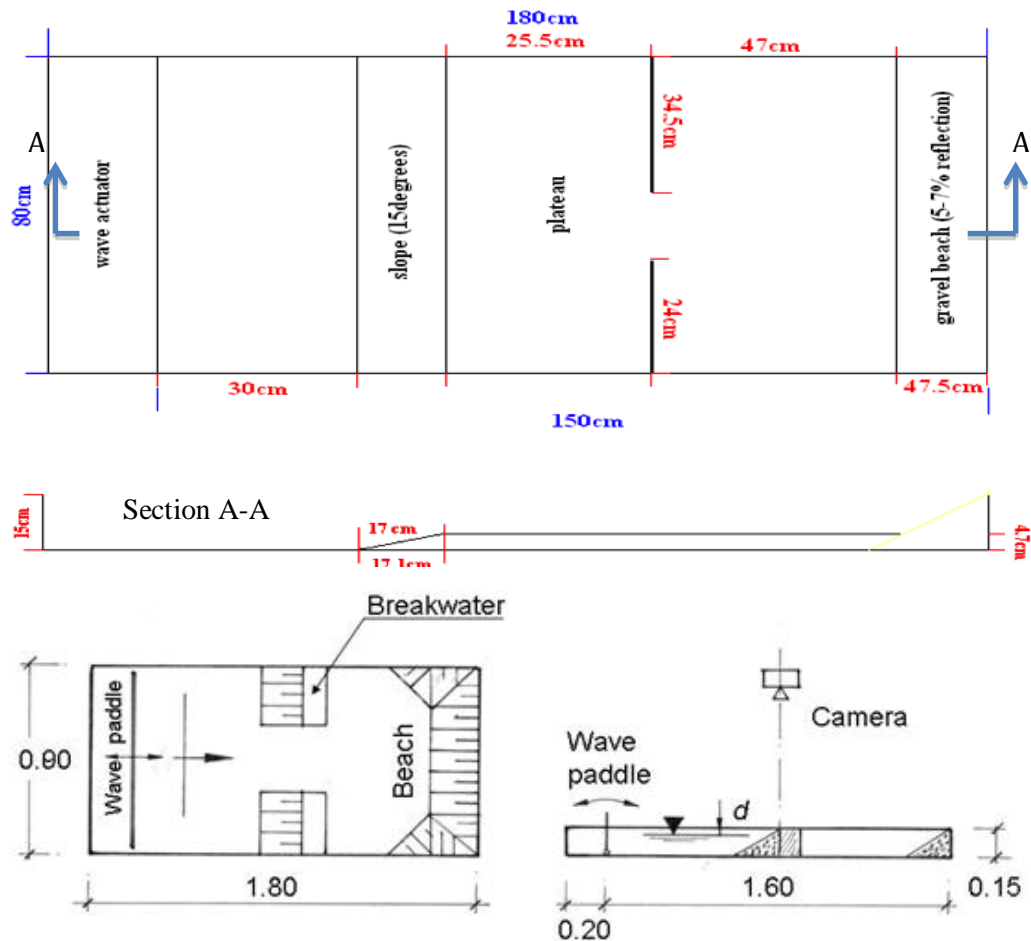 180cm
25.5cm
47cm
A
A
80cm
wave actuator
slope (15degrees)
plateau
34.5cm
24cm
gravel beach (5-7% reflection)
30cm
47.5cm
150cm
Section A-A
15cm
17 cm
17.1cm
4.7cm
Breakwater
Wave paddle
Beach
0.90
1.80
Camera
Wave
paddle
d
1.60
0.15
0.20